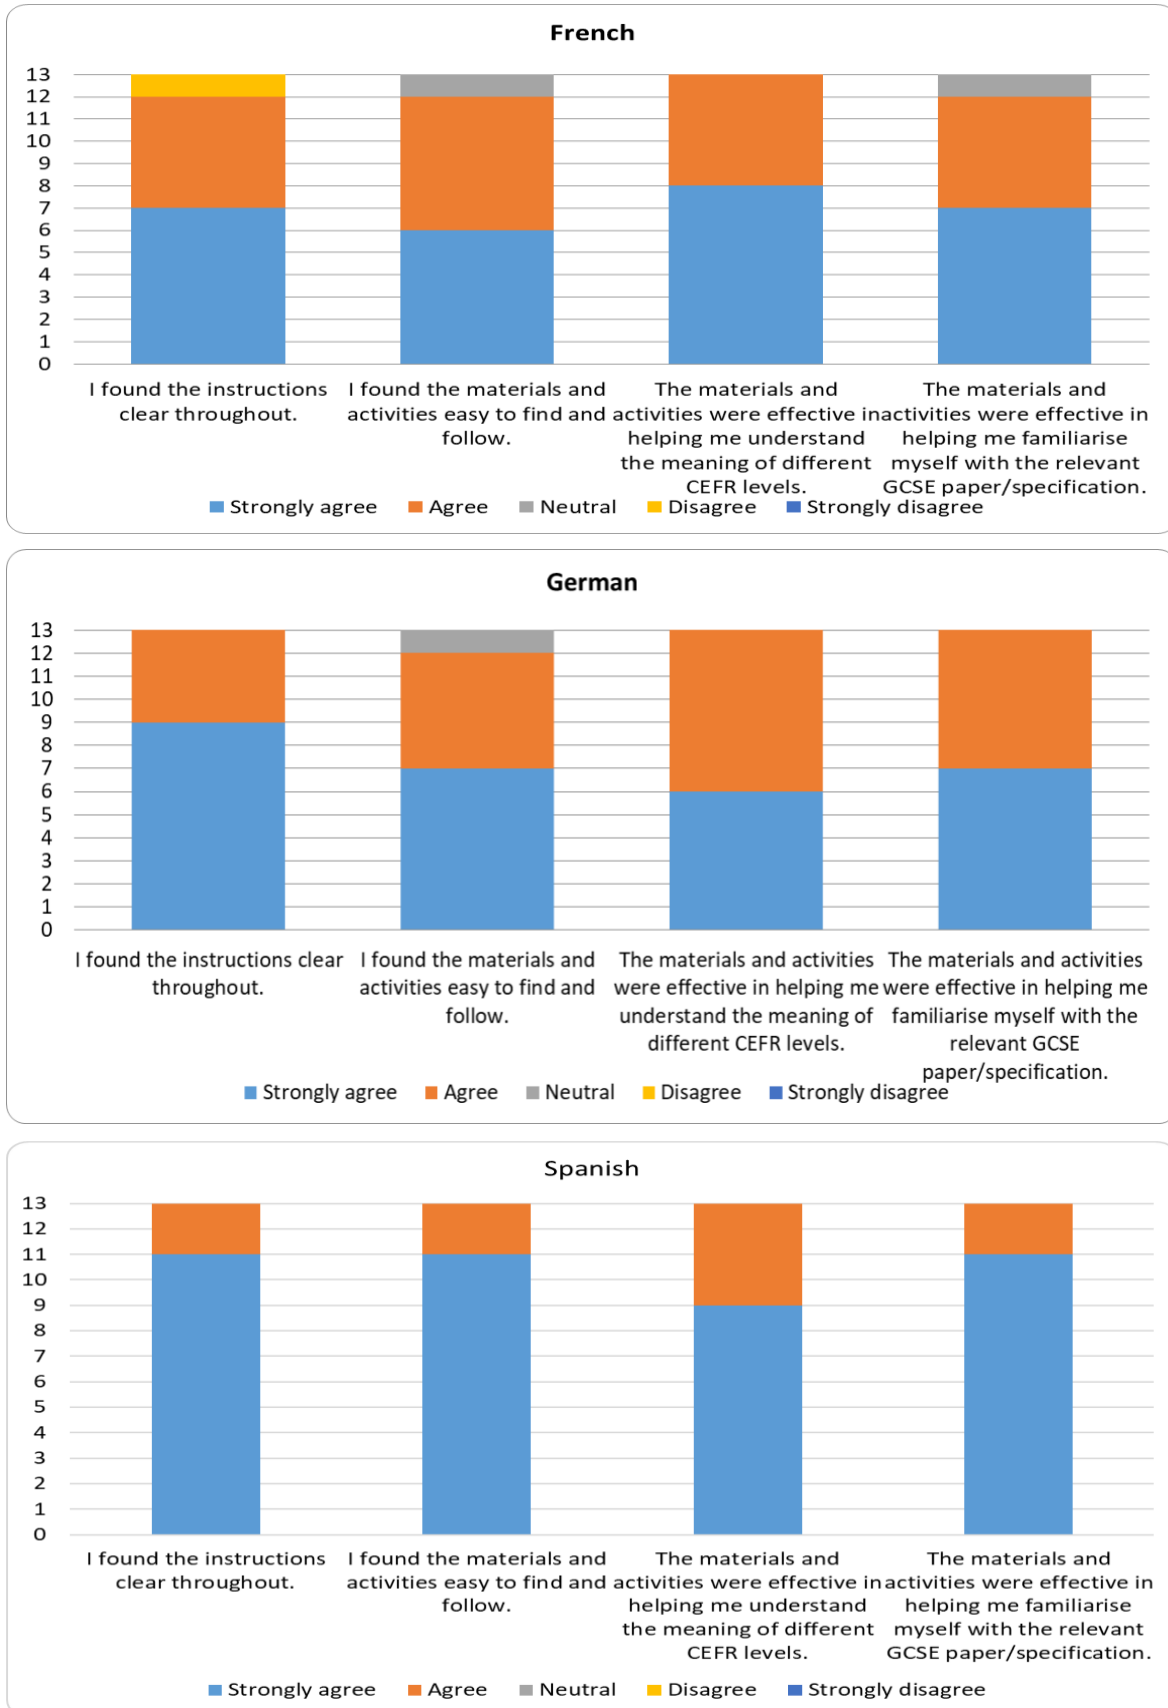 French
13
12
11
10
9
8
7
6
5
4
3
2
1
0
I found the instructions
clear throughout.
I found the materials and
activities easy to find and
follow.
The materials and
activities were effective in
helping me understand
the meaning of different
CEFR levels.
The materials and
activities were effective in
helping me familiarise
myself with the relevant
GCSE paper/specification.
Strongly agree Agree Neutral Disagree Strongly disagree
German
13
12
11
10
9
8
7
6
5
4
3
2
1
0
I found the instructions clear
throughout.
I found the materials and
activities easy to find and
follow.
The materials and activities
were effective in helping me
understand the meaning of
different CEFR levels.
The materials and activities
were effective in helping me
familiarise myself with the
relevant GCSE
paper/specification.
Strongly agree Agree Neutral Disagree Strongly disagree
Spanish
13
12
11
10
9
8
7
6
5
4
3
2
1
0
I found the instructions
clear throughout.
I found the materials and
activities easy to find and
follow.
The materials and
activities were effective in
helping me understand
the meaning of different
CEFR levels.
The materials and
activities were effective in
helping me familiarise
myself with the relevant
GCSE paper/specification.
Strongly agree Agree Neutral Disagree Strongly disagree